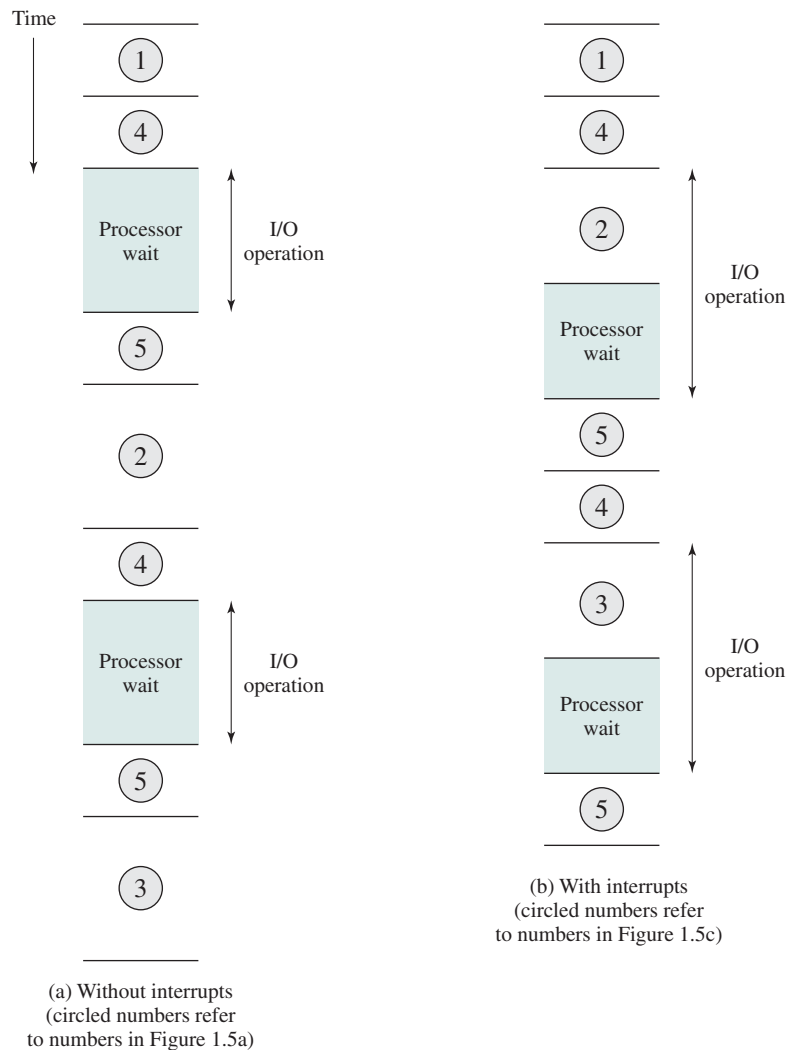 Time
1
4
Processor
wait
I/O
operation
5
2
4
Processor
wait
I/O
operation
5
3
(a) Without interrupts
(circled numbers refer
to numbers in Figure 1.5a)
1
4
2
I/O
operation
Processor
wait
5
4
3
I/O
operation
Processor
wait
5
(b) With interrupts
(circled numbers refer
to numbers in Figure 1.5c)